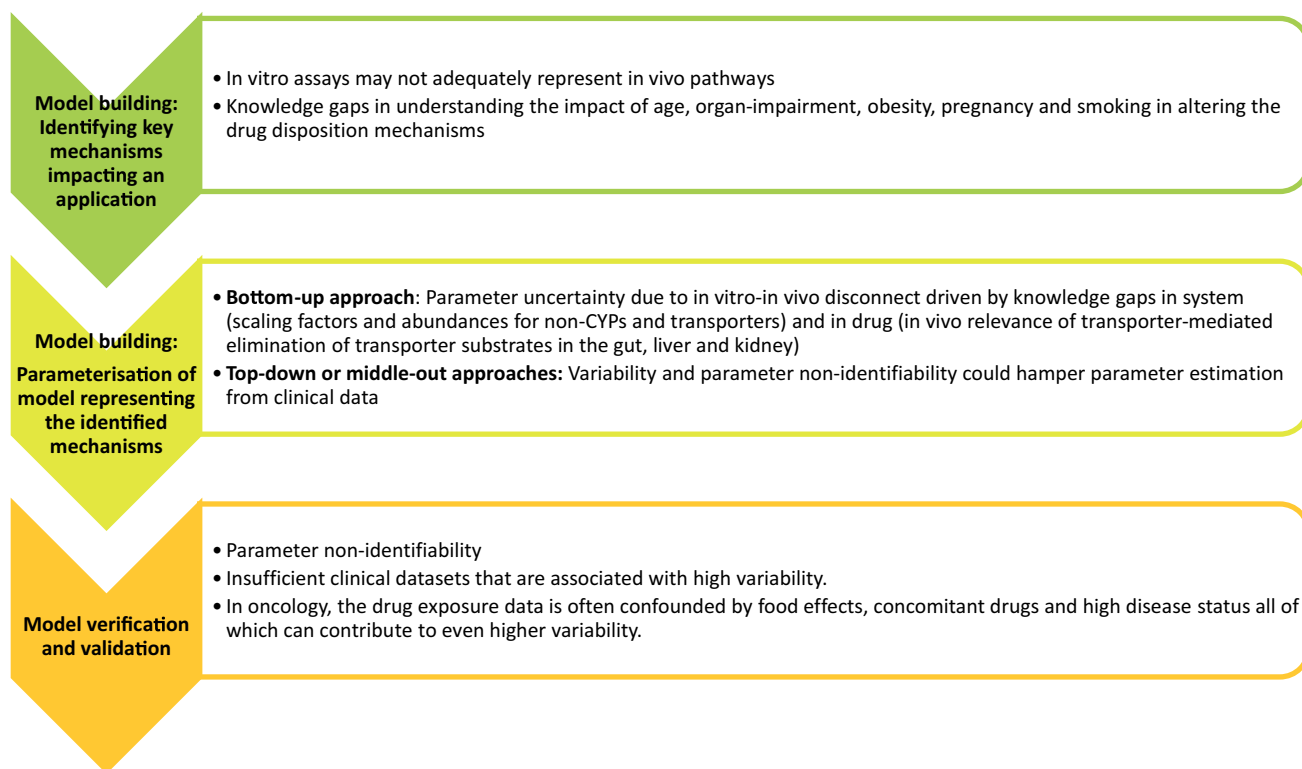 Model building:
Identifying key
mechanisms
impacting an
application
• In vitro assays may not adequately represent in vivo pathways
• Knowledge gaps in understanding the impact of age, organ-impairment, obesity, pregnancy and smoking in altering the
drug disposition mechanisms
Model building:
Parameterisation of
model representing
the identified
mechanisms
• Bottom-up approach: Parameter uncertainty due to in vitro-in vivo disconnect driven by knowledge gaps in system
(scaling factors and abundances for non-CYPs and transporters) and in drug (in vivo relevance of transporter-mediated
elimination of transporter substrates in the gut, liver and kidney)
• Top-down or middle-out approaches: Variability and parameter non-identifiability could hamper parameter estimation
from clinical data
Model verification
and validation
• Parameter non-identifiability
• Insufficient clinical datasets that are associated with high variability.
• In oncology, the drug exposure data is often confounded by food effects, concomitant drugs and high disease status all of
which can contribute to even higher variability.